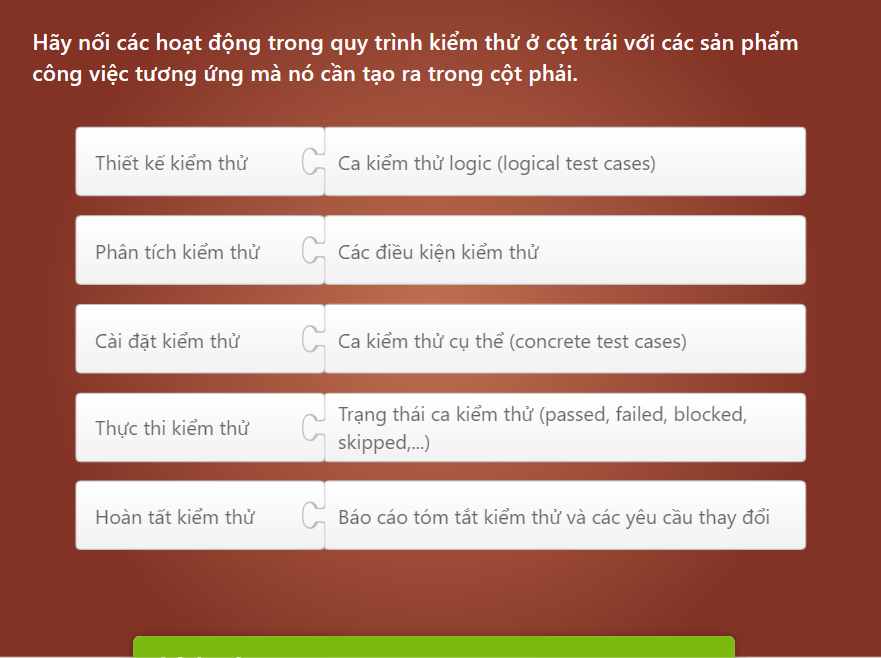 Hãy nối các hoạt động trong quy trình kiểm thử ở cột trái với các sản phẩm
công việc tương ứng mà nó cần tạo ra trong cột phải.
Thiết kế kiểm thử
Ca kiểm thử logic (logical test cases)
Phân tích kiểm thử
Các điều kiện kiểm thử
Cài đặt kiểm thử
Ca kiểm thử cụ thể (concrete test cases)
Thực thi kiểm thử
Trạng thái ca kiểm thử (passed, failed, blocked,
skipped,...)
Hoàn tất kiểm thử
Báo cáo tóm tắt kiểm thử và các yêu cầu thay đổi